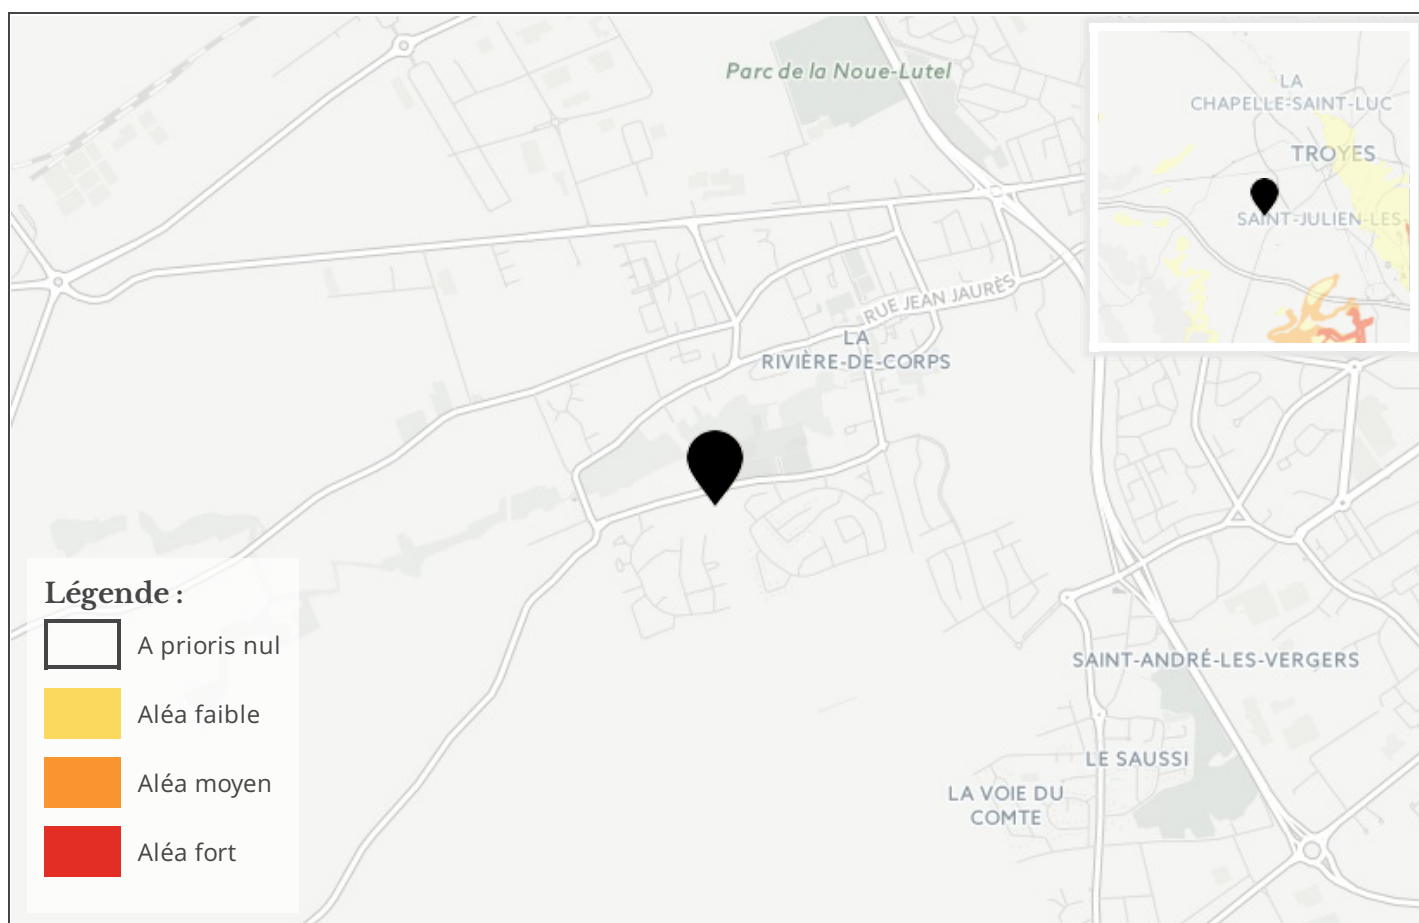 Parc de la Noue-Lutel
LA
CHAPELLE-SAINT-LUC
TROYES
SAINT-JULIEN-LES-
RUE JEAN JAURÈS
LA
RIVIÈRE-DE-CORPS
SAINT-ANDRÉ-LES-VERGERS
LE SAUSSI
LA VOIE DU
COMTE
Légende :
A prioris nul
Aléa faible
Aléa moyen
Aléa fort